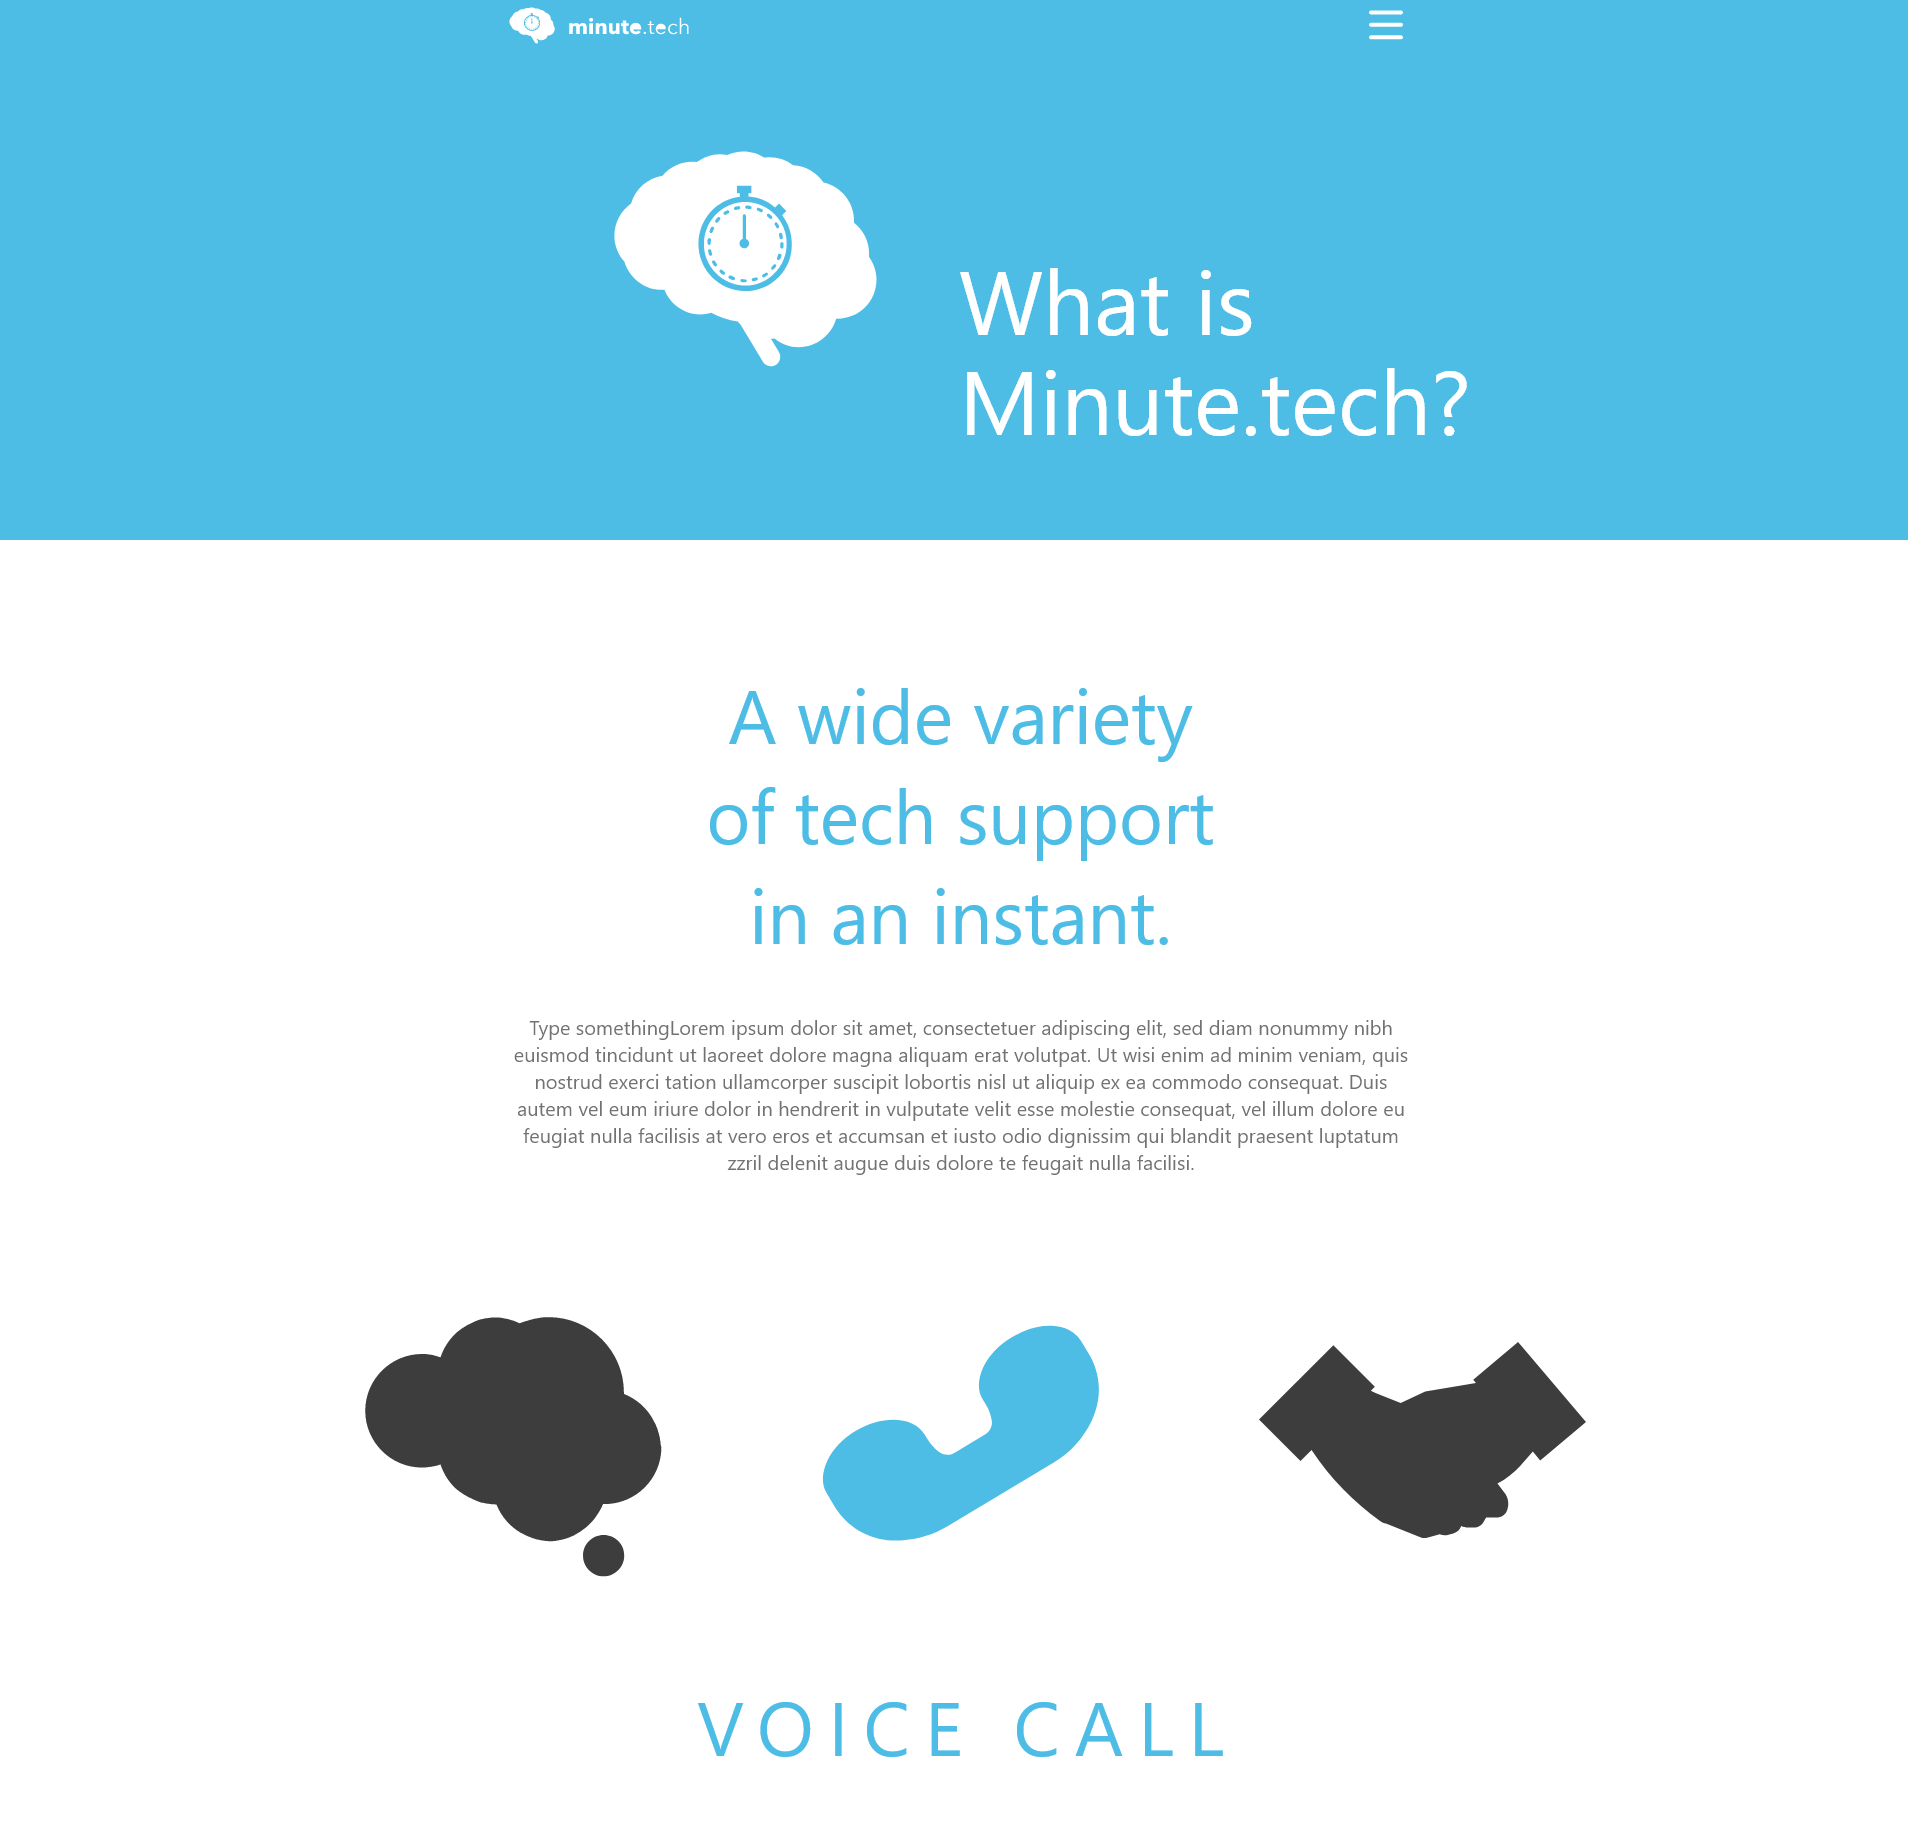 minute.tech
What is
Minute.tech?
A wide variety
of tech support
in an instant.
Type somethingLorem ipsum dolor sit amet, consectetuer adipiscing elit, sed diam nonummy nibh
euismod tincidunt ut laoreet dolore magna aliquam erat volutpat. Ut wisi enim ad minim veniam, quis
nostrud exerci tation ullamcorper suscipit lobortis nisl ut aliquip ex ea commodo consequat. Duis
autem vel eum iriure dolor in hendrerit in vulputate velit esse molestie consequat, vel illum dolore eu
feugiat nulla facilisis at vero eros et accumsan et iusto odio dignissim qui blandit praesent luptatum
zzril delenit augue duis dolore te feugait nulla facilisi.
VOICE CALL